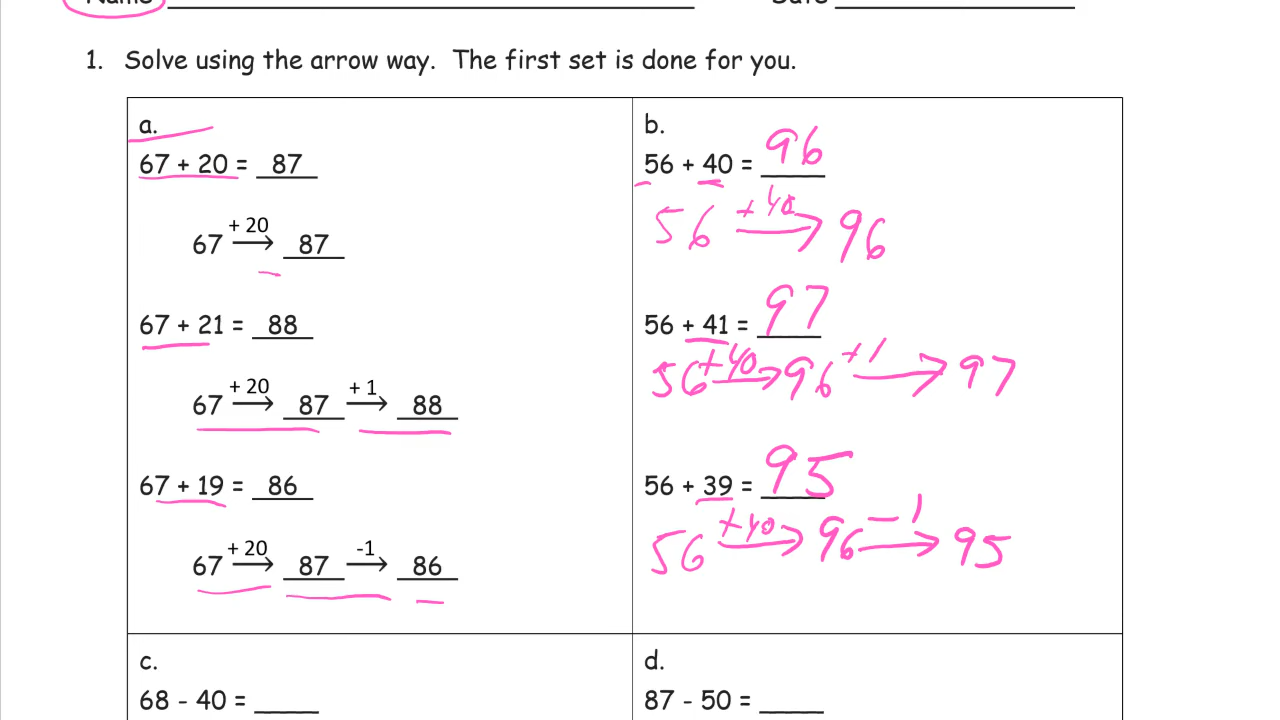 Name Date
1. Solve using the arrow way. The first set is done for you.
a.
67 + 20 = 87
+ 20
67 → 87
67 + 21 = 88
+ 20 + 1
67 → 87 → 88
67 + 19 = 86
+ 20 -1
67 → 87 → 86
b.
56 + 40 = 96
+ 40
56 → 96
56 + 41 = 97
+40 +1
56 → 96 → 97
56 + 39 = 95
+40 -1
56 → 96 → 95
c.
68 - 40 =
d.
87 - 50 =